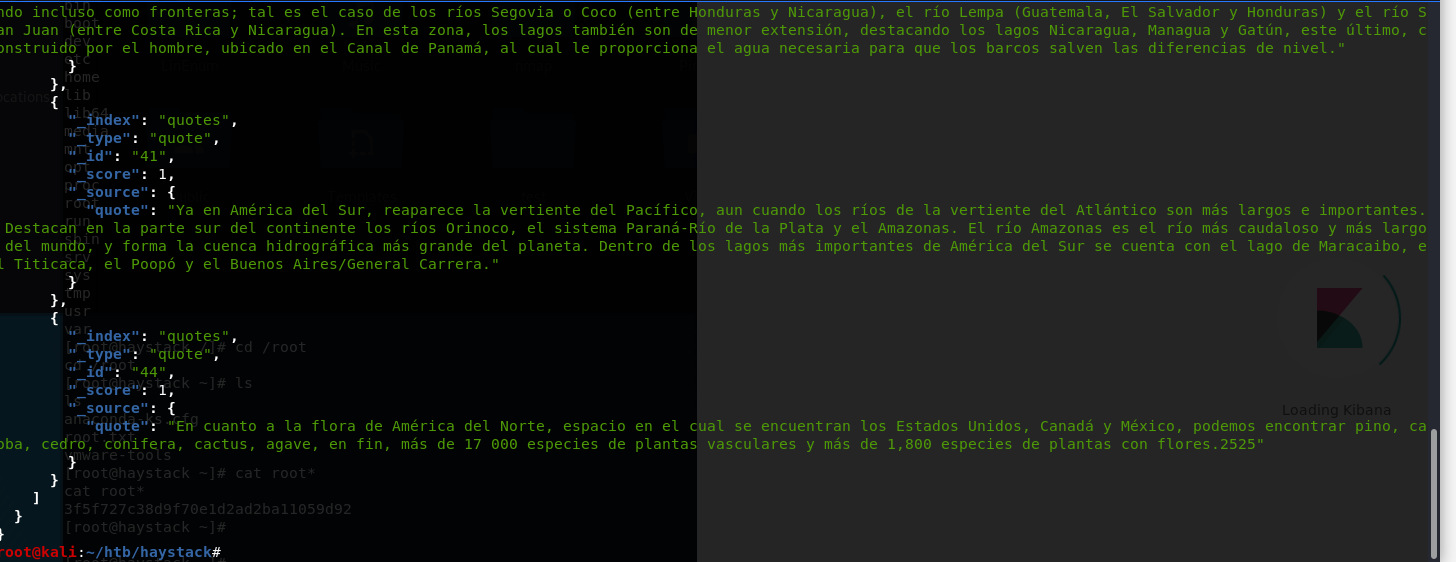 ndo incluso como fronteras; tal es el caso de los ríos Segovia o Coco (entre Honduras y Nicaragua), el río Lempa (Guatemala, El Salvador y Honduras) y el río S
an Juan (entre Costa Rica y Nicaragua). En esta zona, los lagos también son de menor extensión, destacando los lagos Nicaragua, Managua y Gatún, este último, c
onstruido por el hombre, ubicado en el Canal de Panamá, al cual le proporciona el agua necesaria para que los barcos salven las diferencias de nivel."
}
},
{
"_index": "quotes",
"_type": "quote",
"_id": "41",
"_score": 1,
"_source": {
"quote": "Ya en América del Sur, reaparece la vertiente del Pacífico, aun cuando los ríos de la vertiente del Atlántico son más largos e importantes.
Destacan en la parte sur del continente los ríos Orinoco, el sistema Paraná-Río de la Plata y el Amazonas. El río Amazonas es el río más caudaloso y más largo
del mundo, y forma la cuenca hidrográfica más grande del planeta. Dentro de los lagos más importantes de América del Sur se cuenta con el lago de Maracaibo, e
l Titicaca, el Poopó y el Buenos Aires/General Carrera."
}
},
{
"_index": "quotes",
"_type": "quote",
"_id": "44",
"_score": 1,
"_source": {
"quote": "En cuanto a la flora de América del Norte, espacio en el cual se encuentran los Estados Unidos, Canadá y México, podemos encontrar pino, ca
oba, cedro, conífera, cactus, agave, en fin, más de 17 000 especies de plantas vasculares y más de 1,800 especies de plantas con flores.2525"
}
}
]
}
}
root@kali:~/htb/haystack#
bin
boot
dev
etc
home
lib
lib64
media
mnt
opt
proc
root
run
sbin
srv
sys
tmp
usr
var
[root@haystack /]# cd /root
cd /root
[root@haystack ~]# ls
ls
anaconda-ks.cfg
root.txt
vmware-tools
[root@haystack ~]# cat root*
cat root*
3f5f727c38d9f70e1d2ad2ba11059d92
[root@haystack ~]#
[root@haystack ~]#
ocations
Loading Kibana